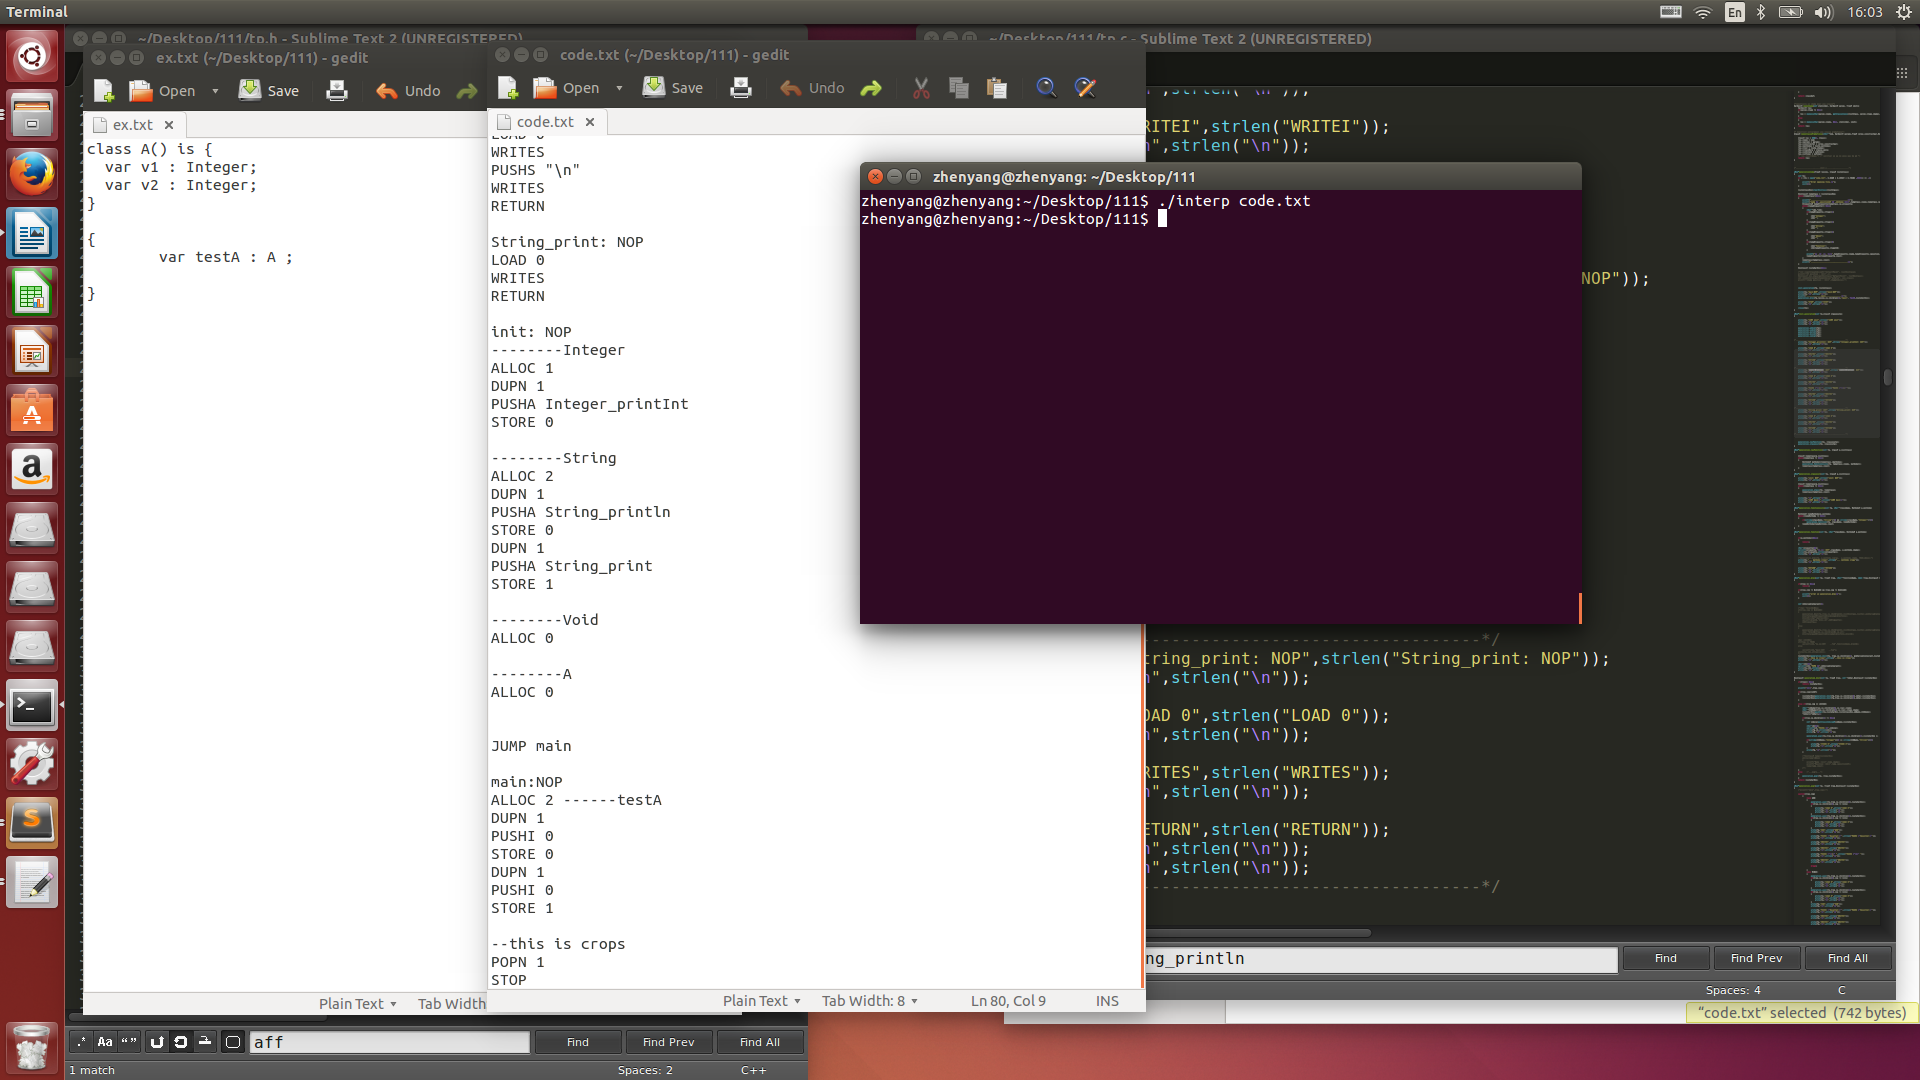 Terminal
En
16:03
~/Desktop/111/tp.h - Sublime Text 2 (UNREGISTERED)
~/Desktop/111/tp.c - Sublime Text 2 (UNREGISTERED)
ex.txt (~/Desktop/111) - gedit
Open Save Undo
ex.txt
class A() is {
var v1 : Integer;
var v2 : Integer;
}
{
var testA : A ;
}
Plain Text Tab Width
code.txt (~/Desktop/111) - gedit
Open Save Undo
code.txt
LOAD 0
WRITES
PUSHS "\n"
WRITES
RETURN
String_print: NOP
LOAD 0
WRITES
RETURN
init: NOP
--------Integer
ALLOC 1
DUPN 1
PUSHA Integer_printInt
STORE 0
--------String
ALLOC 2
DUPN 1
PUSHA String_println
STORE 0
DUPN 1
PUSHA String_print
STORE 1
--------Void
ALLOC 0
--------A
ALLOC 0
JUMP main
main:NOP
ALLOC 2 ------testA
DUPN 1
PUSHI 0
STORE 0
DUPN 1
PUSHI 0
STORE 1
--this is crops
POPN 1
STOP
Plain Text Tab Width: 8 Ln 80, Col 9 INS
zhenyang@zhenyang: ~/Desktop/111
zhenyang@zhenyang:~/Desktop/111$ ./interp code.txt
zhenyang@zhenyang:~/Desktop/111$
",strlen("\n"));
RITEI",strlen("WRITEI"));
n",strlen("\n"));
NOP"));
-----------------------------------*/
tring_print: NOP",strlen("String_print: NOP"));
n",strlen("\n"));
OAD 0",strlen("LOAD 0"));
n",strlen("\n"));
RITES",strlen("WRITES"));
n",strlen("\n"));
ETURN",strlen("RETURN"));
n",strlen("\n"));
n",strlen("\n"));
-----------------------------------*/
ng_println
Find Find Prev Find All
Spaces: 4 C
“code.txt” selected (742 bytes)
.* Aa “” aff Find Find Prev Find All
1 match Spaces: 2 C++